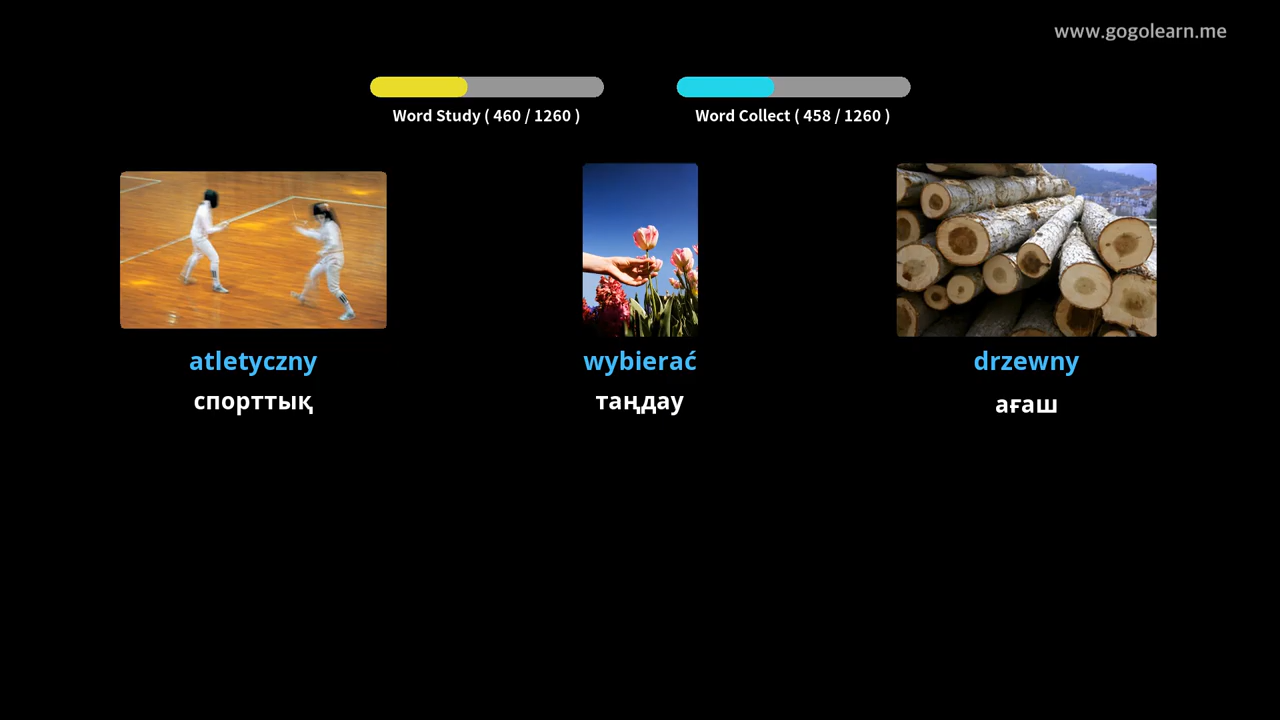 www.gogolearn.me
Word Study ( 460 / 1260 )
Word Collect ( 458 / 1260 )
atletyczny
wybierać
drzewny
спорттық
таңдау
ағаш